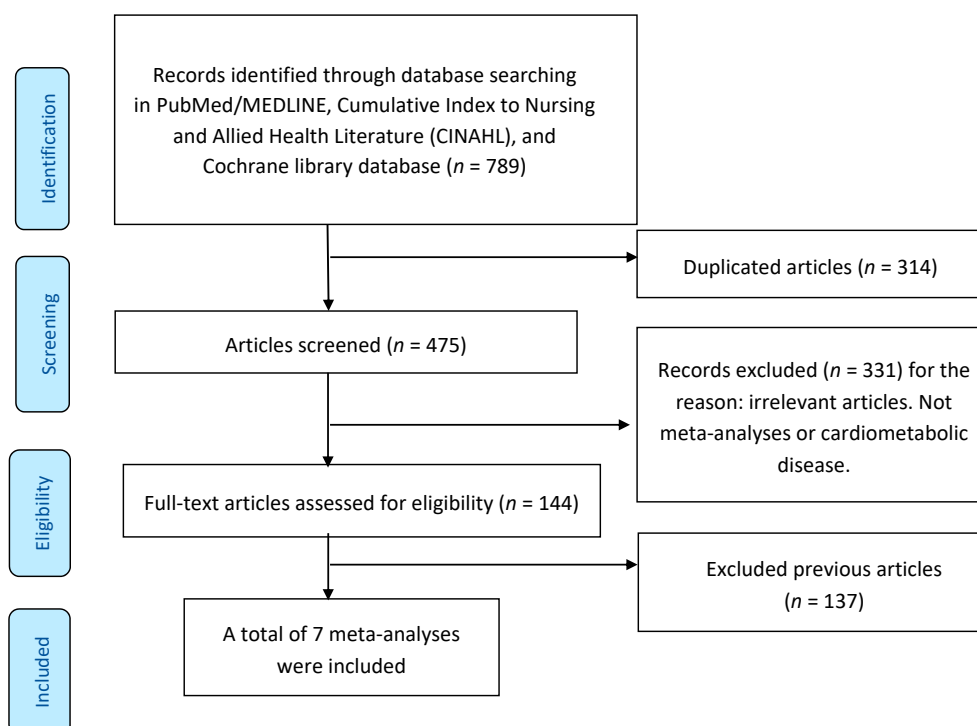 Identification
Records identified through database searching
in PubMed/MEDLINE, Cumulative Index to Nursing
and Allied Health Literature (CINAHL), and
Cochrane library database (n = 789)
Duplicated articles (n = 314)
Screening
Articles screened (n = 475)
Records excluded (n = 331) for the
reason: irrelevant articles. Not
meta-analyses or cardiometabolic
disease.
Eligibility
Full-text articles assessed for eligibility (n = 144)
Excluded previous articles
(n = 137)
Included
A total of 7 meta-analyses
were included